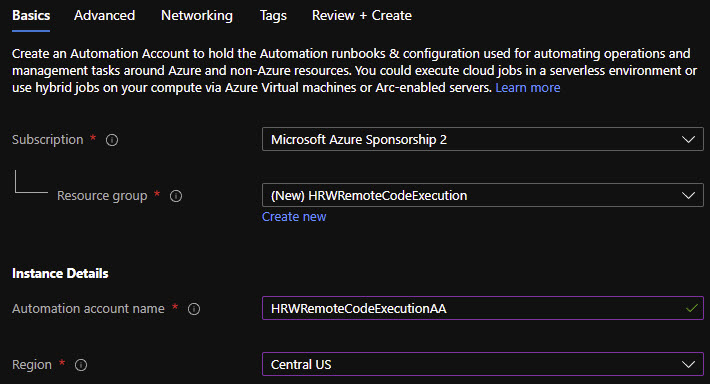 Basics Advanced Networking Tags Review + Create
Create an Automation Account to hold the Automation runbooks & configuration used for automating operations and
management tasks around Azure and non-Azure resources. You could execute cloud jobs in a serverless environment or
use hybrid jobs on your compute via Azure Virtual machines or Arc-enabled servers. Learn more
Subscription * Microsoft Azure Sponsorship 2
Resource group * (New) HRWRemoteCodeExecution
Create new
Instance Details
Automation account name * HRWRemoteCodeExecutionAA
Region * Central US